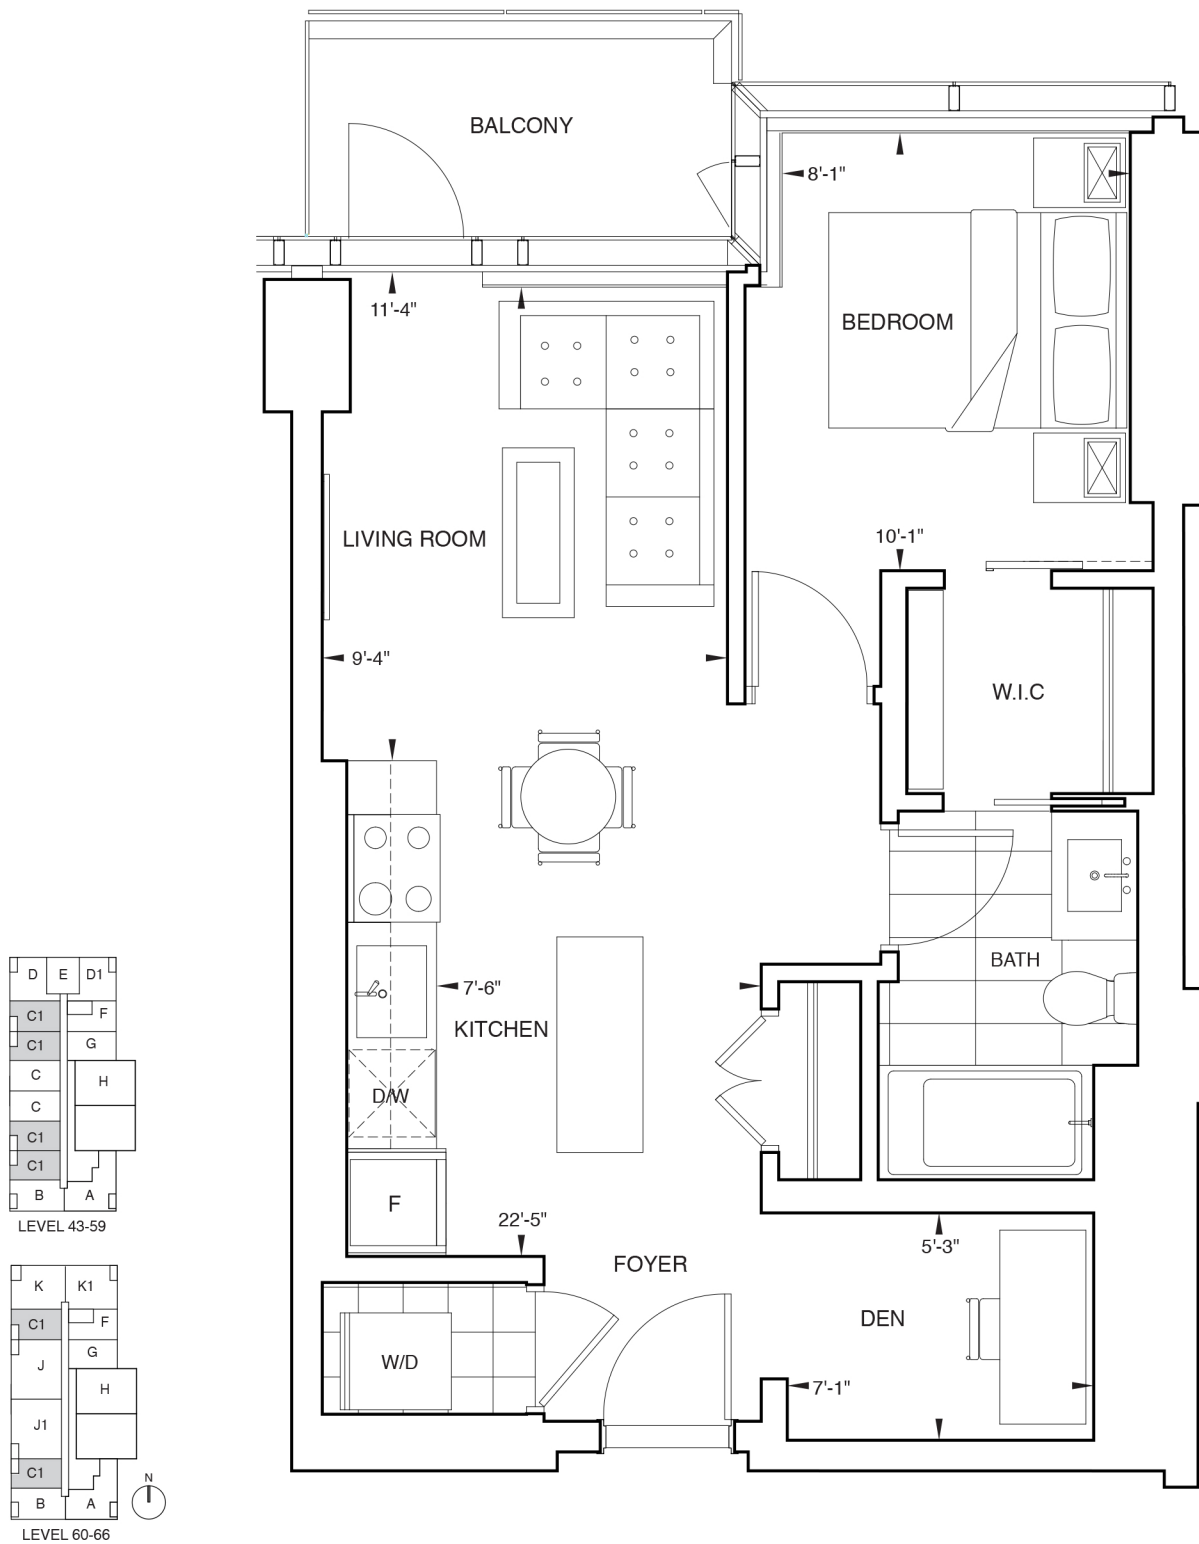 BALCONY
8'-1"
11'-4"
BEDROOM
LIVING ROOM
10'-1"
9'-4"
W.I.C
BATH
7'-6"
KITCHEN
D/W
F
22'-5"
FOYER
5'-3"
DEN
W/D
7'-1"
D E D1
C1 F
C1 G
C H
C
C1
C1
B A
LEVEL 43-59
K K1
C1 F
J G
H
J1
C1
B A
N
LEVEL 60-66